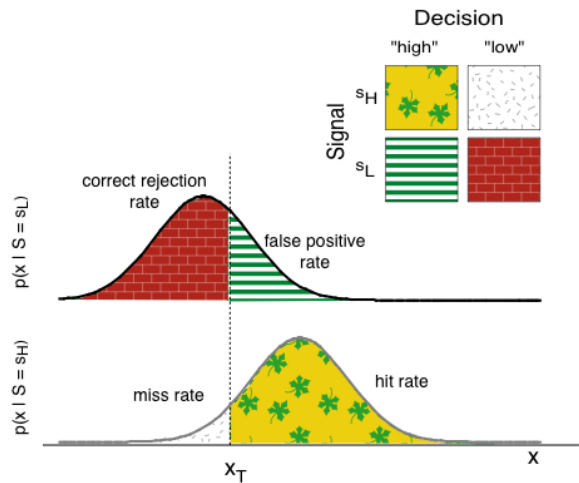 Decision
"high" "low"
Signal
sH
sL
correct rejection
rate
false positive
rate
p(x | S = sL)
miss rate
hit rate
p(x | S = sH)
xT
x